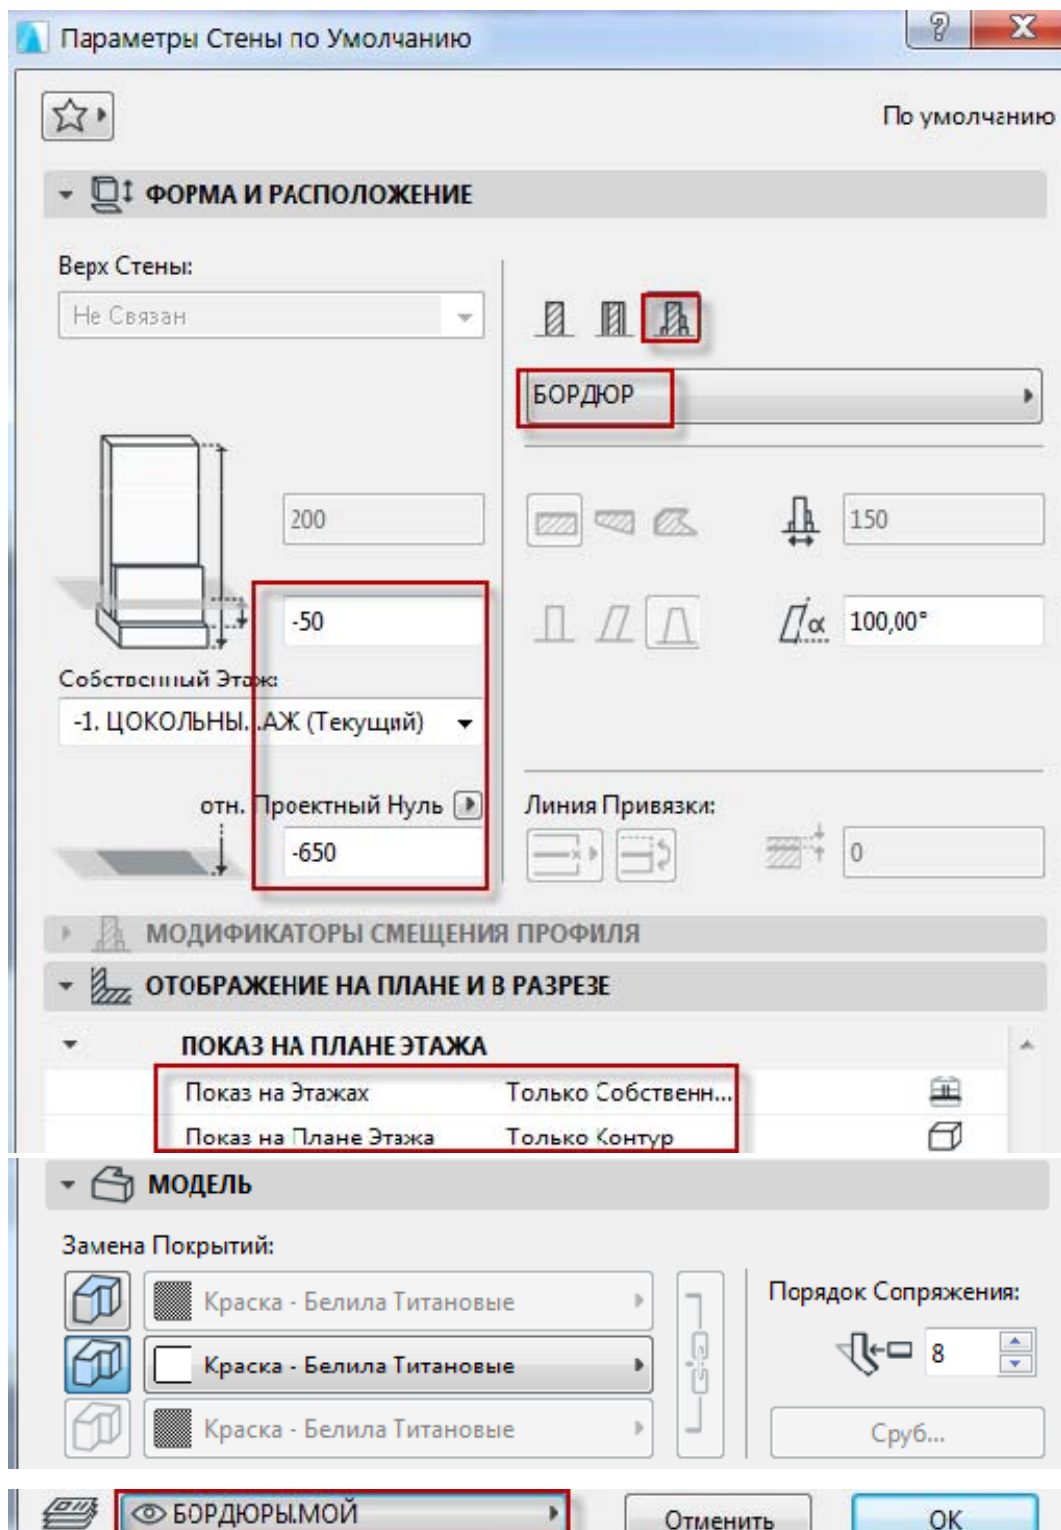 Параметры Стены по Умолчанию
По умолчанию
ФОРМА И РАСПОЛОЖЕНИЕ
Верх Стены:
Не Связан
БОРДЮР
200
150
-50
α 100,00°
Собственный Этаж:
-1. ЦОКОЛЬНЫ...АЖ (Текущий)
отн. Проектный Нуль
Линия Привязки:
-650
0
МОДИФИКАТОРЫ СМЕЩЕНИЯ ПРОФИЛЯ
ОТОБРАЖЕНИЕ НА ПЛАНЕ И В РАЗРЕЗЕ
ПОКАЗ НА ПЛАНЕ ЭТАЖА
Показ на Этажах Только Собственн...
Показ на Плане Этажа Только Контур
МОДЕЛЬ
Замена Покрытий:
Краска - Белила Титановые
Порядок Сопряжения:
Краска - Белила Титановые
8
Краска - Белила Титановые
Сруб...
БОРДЮРЫ.МОЙ
Отменить
ОК